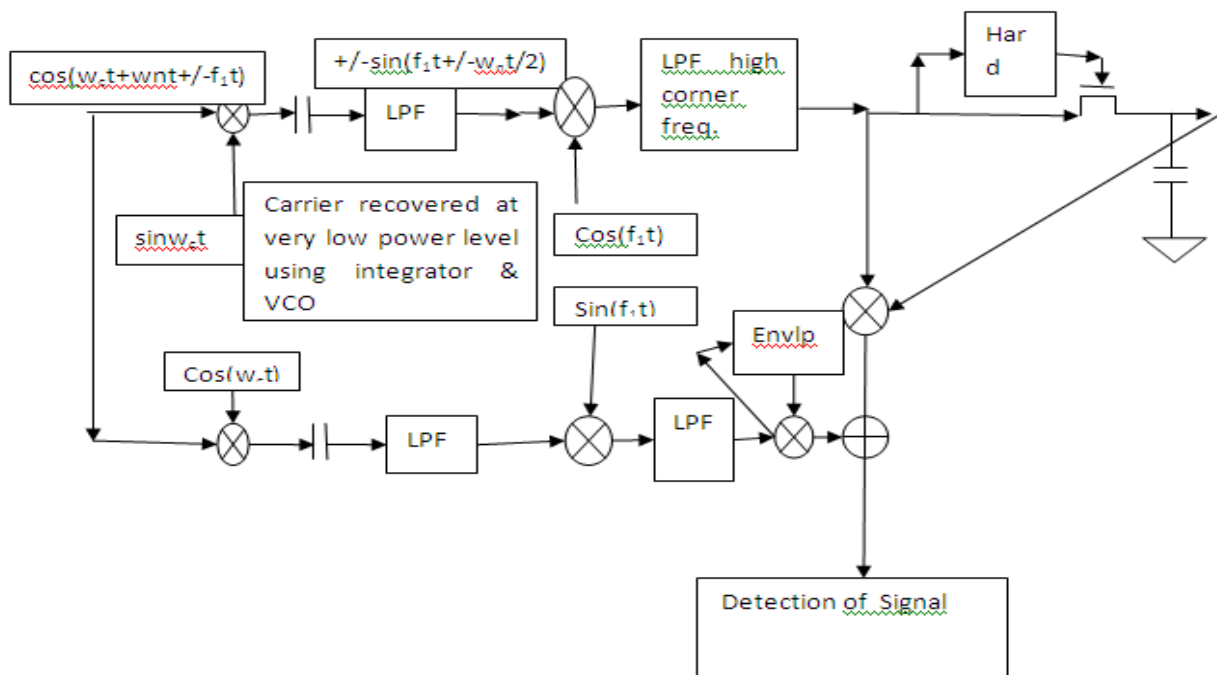 Har
d
cos(wct+wnt+/-f1t)
+/-sin(f1t+/-wnt/2)
LPF high
corner
freq.
LPF
sinwct
Carrier recovered at
very low power level
using integrator &
VCO
Cos(f1t)
Sin(f1t)
Envlp
Cos(wct)
LPF
LPF
Detection of Signal